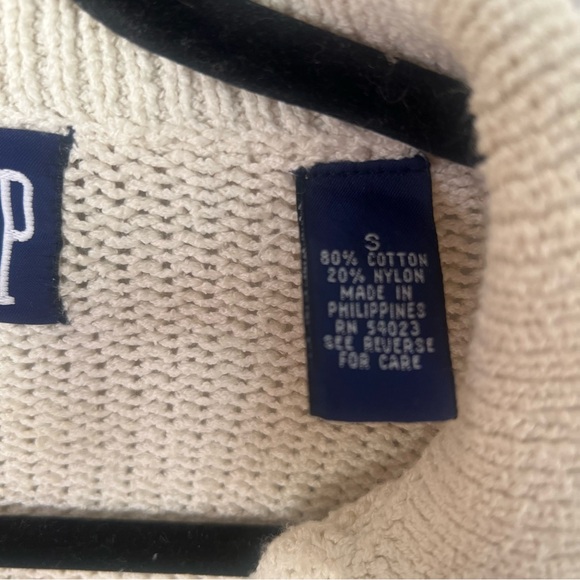 P
S
80% COTTON
20% NYLON
MADE IN
PHILIPPINES
RN 54023
SEE REVERSE
FOR CARE